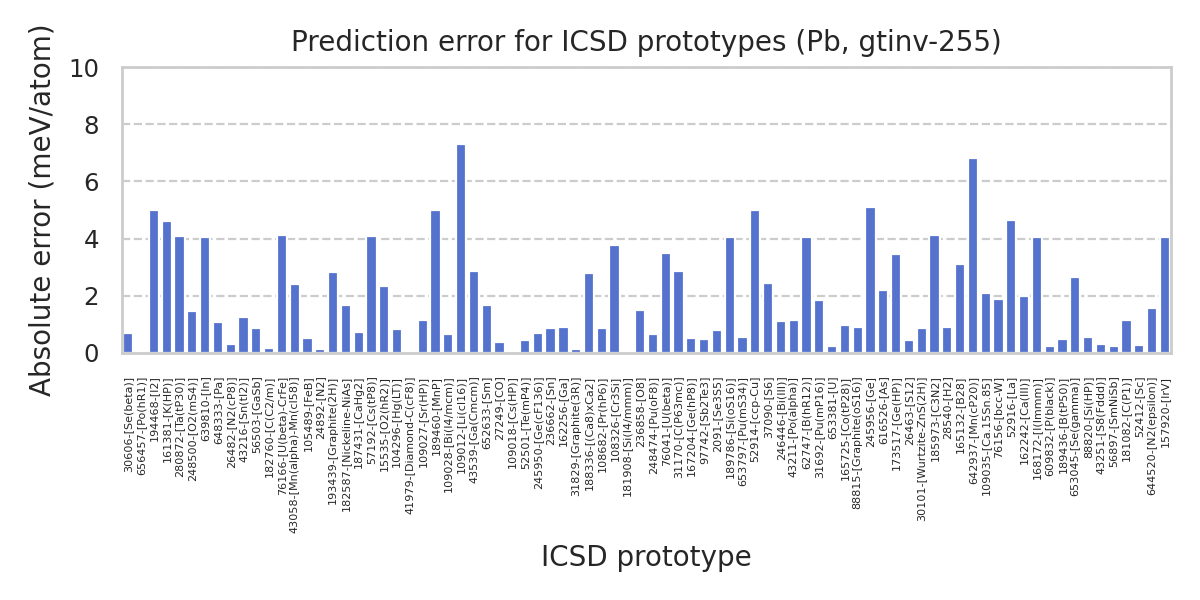 Prediction error for ICSD prototypes (Pb, gtinv-255)
Absolute error (meV/atom)
10
8
6
4
2
0
30606-[Se(beta)]
656457-[Po(hR1)]
194468-[I2]
161381-[K(HP)]
280872-[Ta(tP30)]
248500-[O2(mS4)]
639810-[In]
648333-[Pa]
26482-[N2(cP8)]
43216-[Sn(tI2)]
56503-[GaSb]
182760-[C(C2/m)]
76166-[U(beta)-CrFe]
43058-[Mn(alpha)-Mn(cI58)]
105489-[FeB]
24892-[N2]
193439-[Graphite(2H)]
182587-[Nickeline-NiAs]
187431-[CaHg2]
57192-[Cs(tP8)]
15535-[O2(hR2)]
104296-[Hg(LT)]
41979-[Diamond-C(cF8)]
109027-[Sr(HP)]
189460-[MnP]
109028-[Bi(I4/mcm)]
109012-[Li(cI16)]
43539-[Ga(Cmcm)]
652633-[Sm]
27249-[CO]
109018-[Cs(HP)]
52501-[Te(mP4)]
245950-[Ge(cF136)]
236662-[Sn]
162256-[Ga]
31829-[Graphite(3R)]
188336-[(Ca8)xCa2]
108682-[Pr(hP6)]
108326-[Cr3Si]
181908-[Si(I4/mmm)]
236858-[O8]
248474-[Pu(oF8)]
76041-[U(beta)]
31170-[C(P63mc)]
167204-[Ge(hP8)]
97742-[Sb2Te3]
2091-[Se3S5]
189786-[Si(oS16)]
653797-[Pu(mS34)]
52914-[ccp-Cu]
37090-[S6]
246446-[Bi(III)]
43211-[Po(alpha)]
62747-[B(hR12)]
31692-[Pu(mP16)]
653381-[U]
165725-[Co(tP28)]
88815-[Graphite(oS16)]
245956-[Ge]
616526-[As]
173517-[Ge(HP)]
26463-[S12]
30101-[Wurtzite-ZnS(2H)]
185973-[C3N2]
28540-[H2]
165132-[B28]
642937-[Mn(cP20)]
109035-[Ca.15Sn.85]
76156-[bcc-W]
52916-[La]
162242-[Ca(III)]
168172-[I(Immm)]
609832-[P(black)]
189436-[B(tP50)]
653045-[Se(gamma)]
88820-[Si(HP)]
43251-[S8(Fddd)]
56897-[SmNiSb]
181082-[C(P1)]
52412-[Sc]
644520-[N2(epsilon)]
157920-[IrV]
ICSD prototype